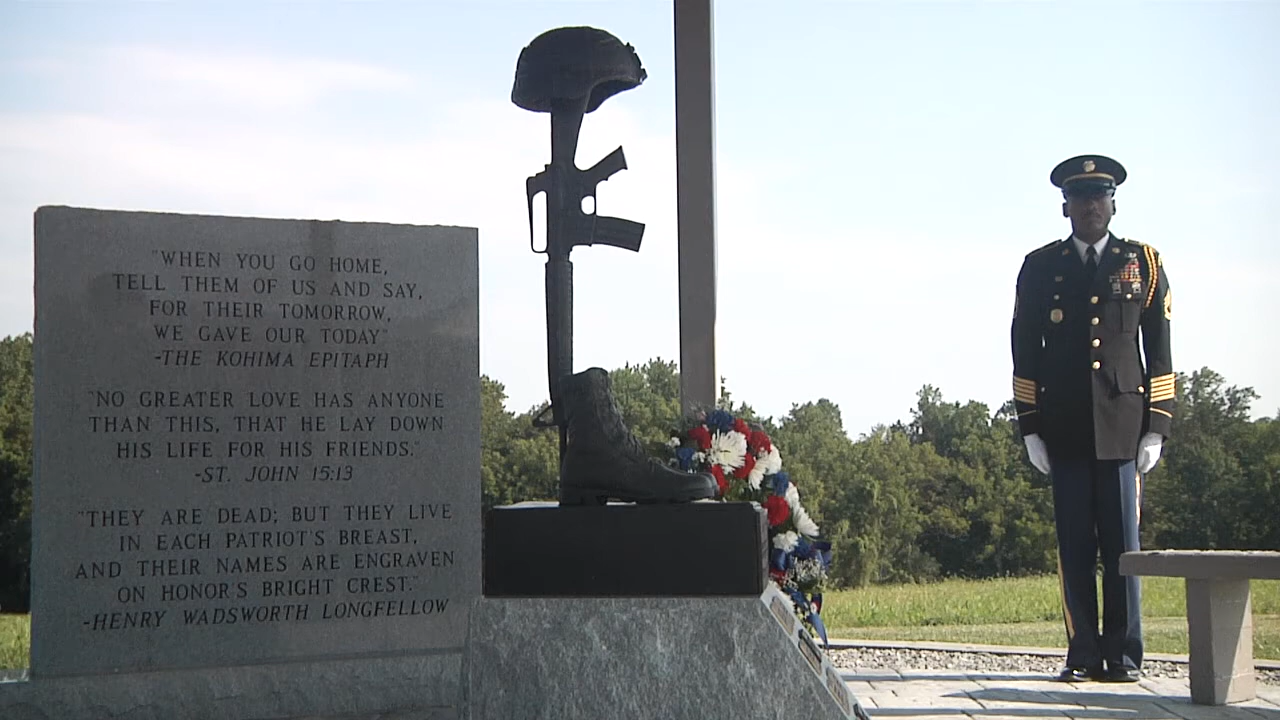 "WHEN YOU GO HOME,
TELL THEM OF US AND SAY,
FOR THEIR TOMORROW,
WE GAVE OUR TODAY"
-THE KOHIMA EPITAPH
"NO GREATER LOVE HAS ANYONE
THAN THIS, THAT HE LAY DOWN
HIS LIFE FOR HIS FRIENDS."
-ST. JOHN 15:13
"THEY ARE DEAD; BUT THEY LIVE
IN EACH PATRIOT'S BREAST,
AND THEIR NAMES ARE ENGRAVEN
ON HONOR'S BRIGHT CREST."
-HENRY WADSWORTH LONGFELLOW